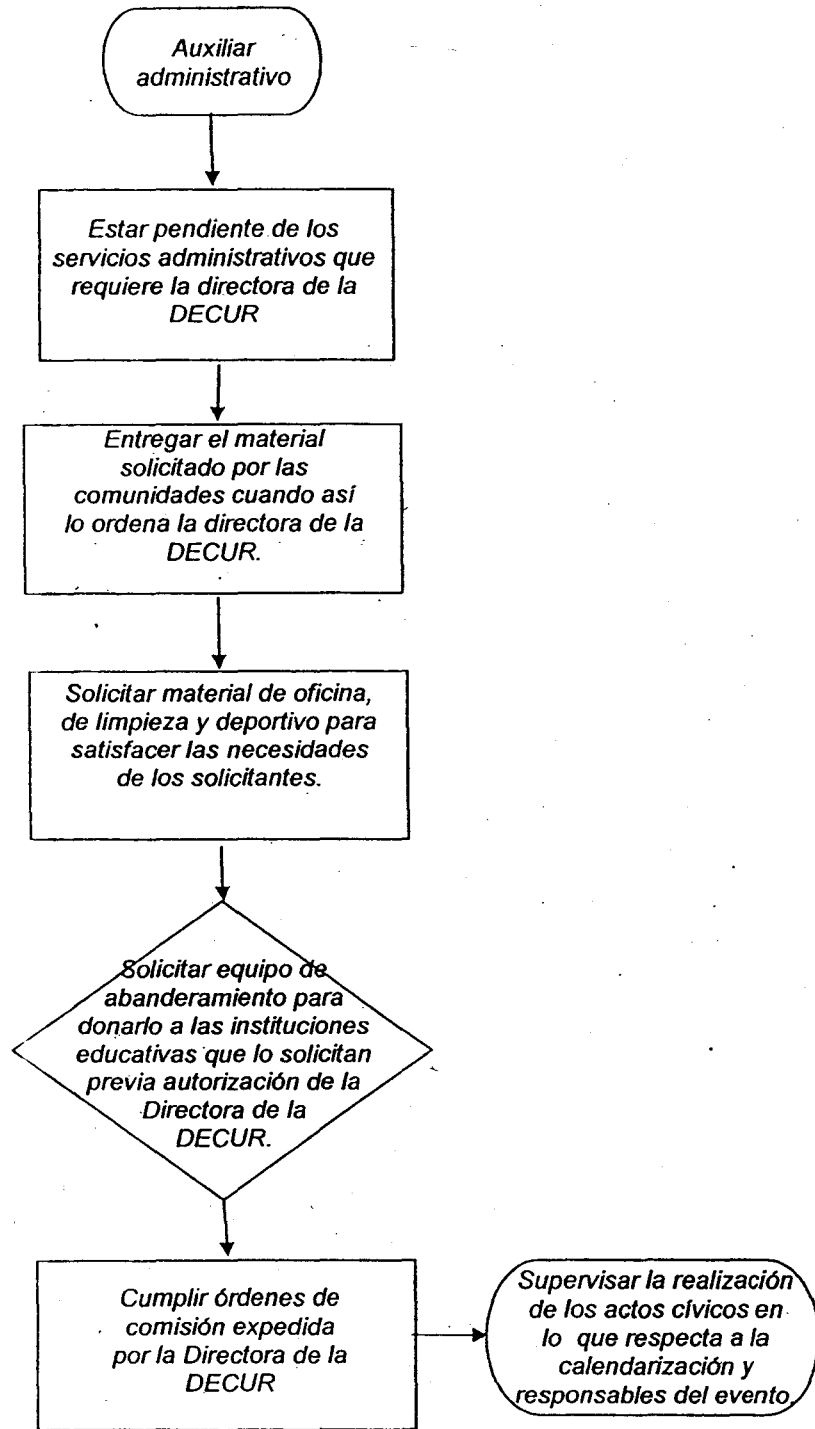 Auxiliar
administrativo
Estar pendiente de los
servicios administrativos que
requiere la directora de la
DECUR
Entregar el material
solicitado por las
comunidades cuando así
lo ordena la directora de la
DECUR.
Solicitar material de oficina,
de limpieza y deportivo para
satisfacer las necesidades
de los solicitantes.
Solicitar equipo de
abanderamiento para
donarlo a las instituciones
educativas que lo solicitan
previa autorización de la
Directora de la
DECUR.
Cumplir órdenes de
comisión expedida
por la Directora de la
DECUR
Supervisar la realización
de los actos cívicos en
lo que respecta a la
calendarización y
responsables del evento.